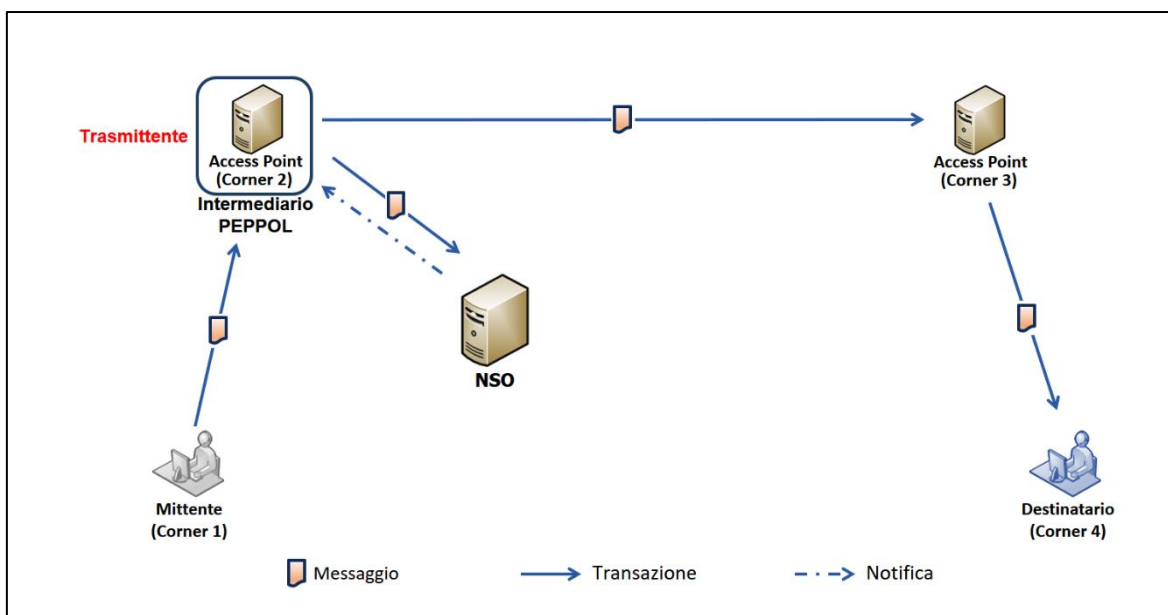 Trasmittente
Access Point
(Corner 2)
Intermediario
PEPPOL
Access Point
(Corner 3)
NSO
Mittente
(Corner 1)
Destinatario
(Corner 4)
Messaggio
Transazione
Notifica